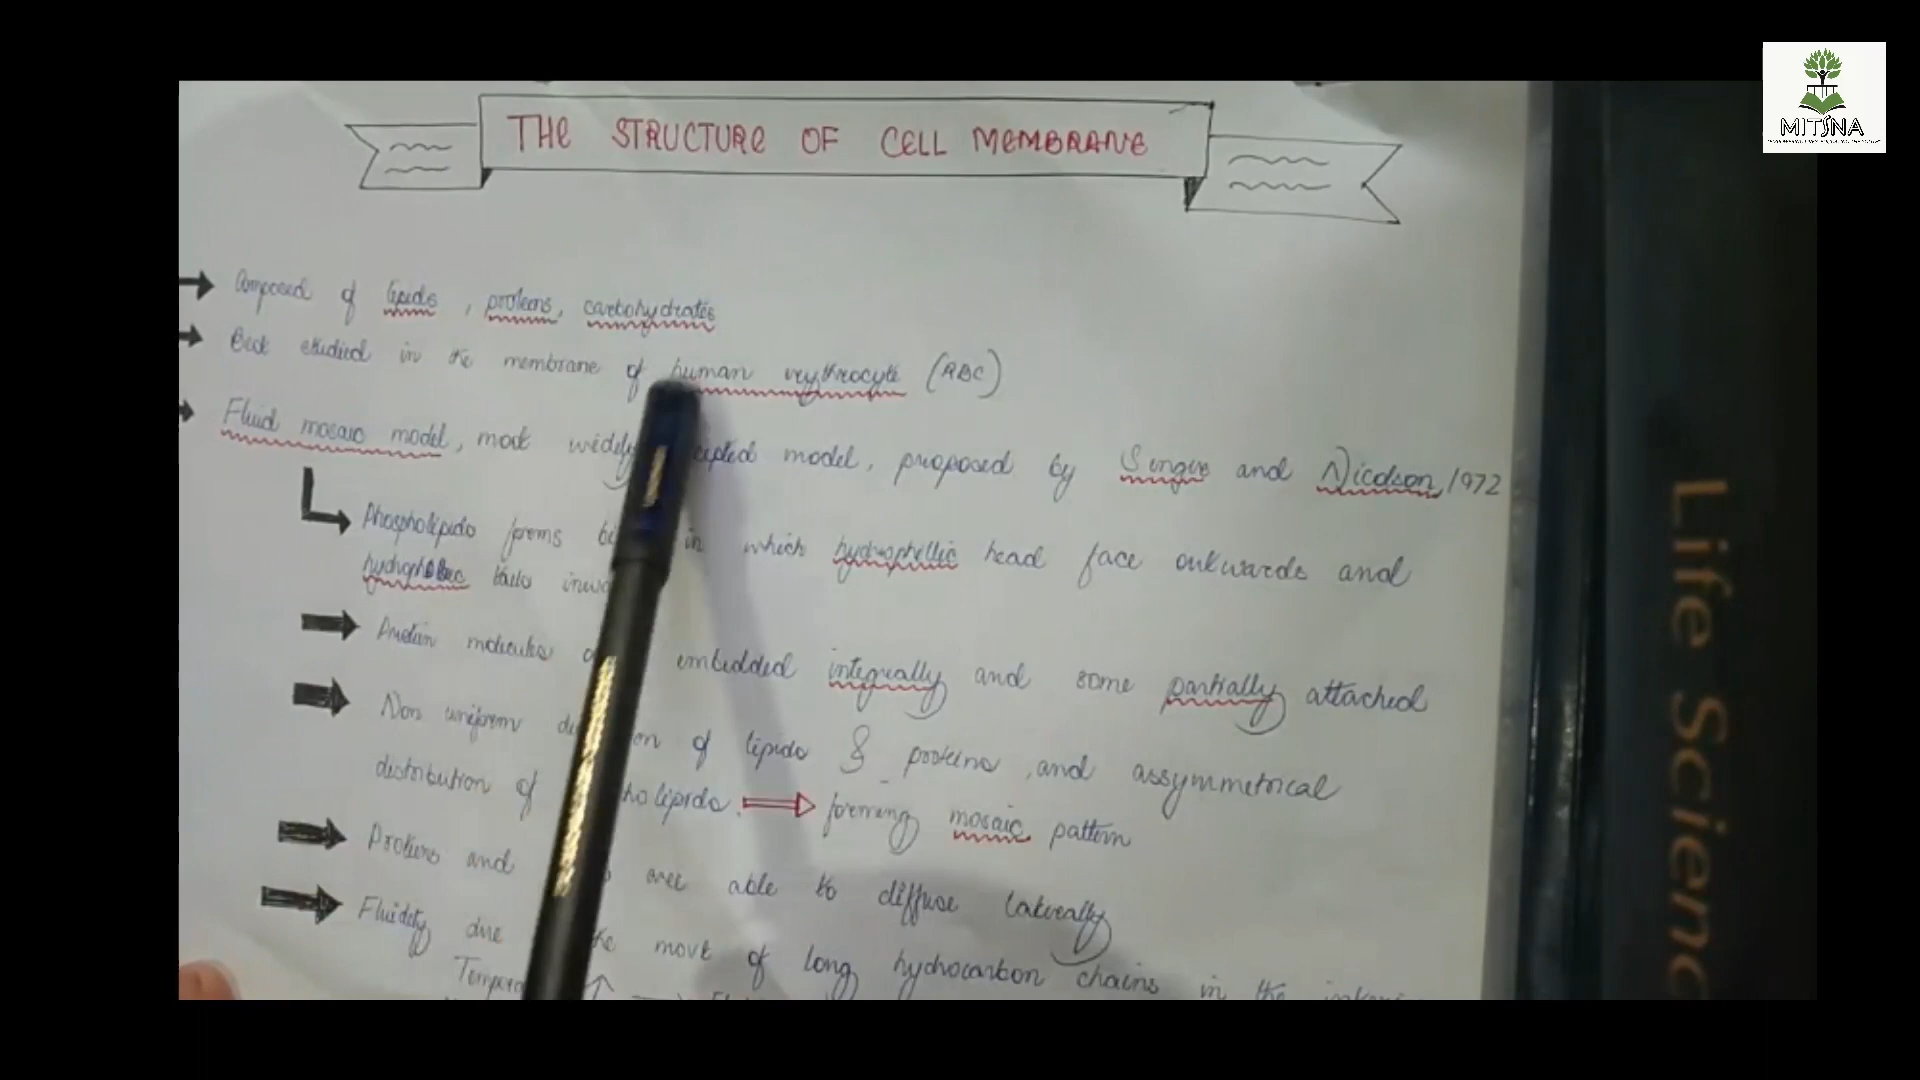 THE STRUCTURE OF CELL MEMBRANE
MITSNA
Composed of lipids, proteins, carbohydrates
Best studied in the membrane of human erythrocyte (RBC)
Fluid mosaic model, most widely model, proposed by Singer and Nicolson, 1972
Phospholipids forms in which hydrophillic head face outwards and
hydrophobic tails
Protein molecules embedded integrally and some partially attached
Non uniform of lipids & proteins, and assymmetrical
distribution of forming mosaic pattern
Proteins and are able to diffuse laterally
Fluidity due the movt of long hydrocarbon chains in the
Life Scienc